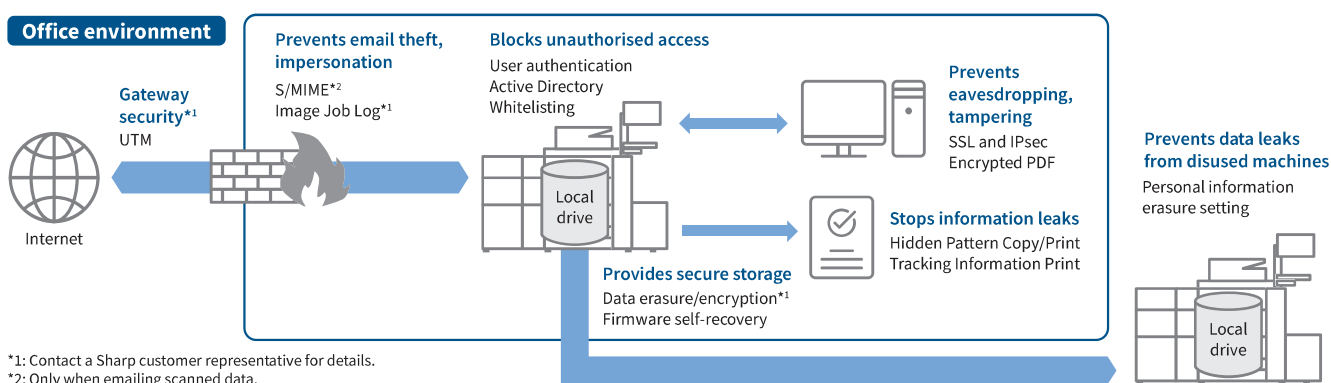 Office environment
Gateway
security*1
UTM
Internet
Prevents email theft,
impersonation
S/MIME*2
Image Job Log*1
Blocks unauthorised access
User authentication
Active Directory
Whitelisting
Local
drive
Prevents
eavesdropping,
tampering
SSL and IPsec
Encrypted PDF
Stops information leaks
Hidden Pattern Copy/Print
Tracking Information Print
Provides secure storage
Data erasure/encryption*1
Firmware self-recovery
Prevents data leaks
from disused machines
Personal information
erasure setting
Local
drive
*1: Contact a Sharp customer representative for details.
*2: Only when emailing scanned data.